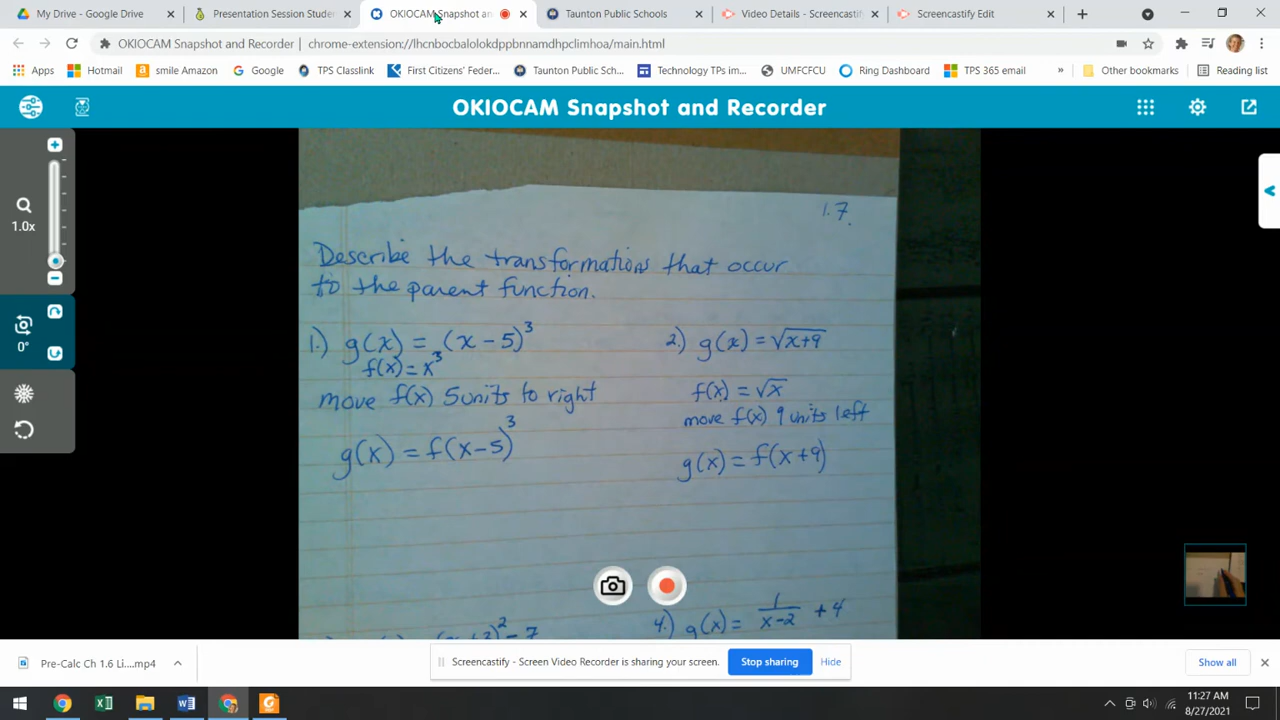 My Drive - Google Drive
Presentation Session Stude
OKIOCAM Snapshot an
Taunton Public Schools
Video Details - Screencastif
Screencastify Edit
OKIOCAM Snapshot and Recorder | chrome-extension://lhcnbocbalolokdppbnnamdhpclimhoa/main.html
Apps
Hotmail
smile Amazon
Google
TPS Classlink
First Citizens' Feder...
Taunton Public Sch...
Technology TPs im...
UMFCFCU
Ring Dashboard
TPS 365 email
»
Other bookmarks
Reading list
OKIOCAM Snapshot and Recorder
1.0x
0°
1.7
Describe the transformations that occur
to the parent function.
1.) g(x) = (x-5)³
f(x) = x³
move f(x) 5 units to right
g(x) = f(x-5)³
2.) g(x) = √x+9
f(x) = √x
move f(x) 9 units left
g(x) = f(x+9)
² - 7
4.) g(x) = 1/(x-2) + 4
Pre-Calc Ch 1.6 Li....mp4
Screencastify - Screen Video Recorder is sharing your screen.
Stop sharing
Hide
Show all
11:27 AM
8/27/2021